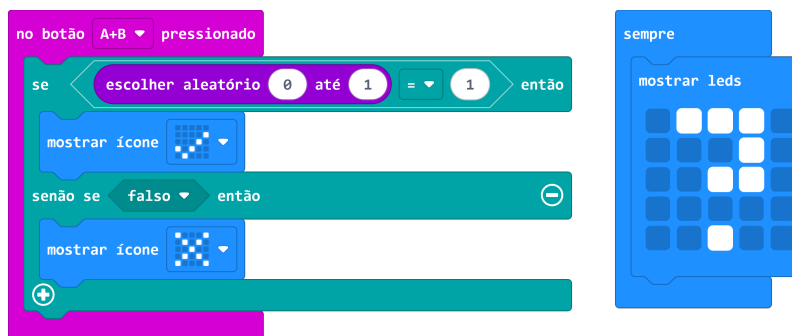 no botão A+B pressionado
se escolher aleatório 0 até 1 = 1 então
mostrar ícone
senão se falso então
mostrar ícone
sempre
mostrar leds